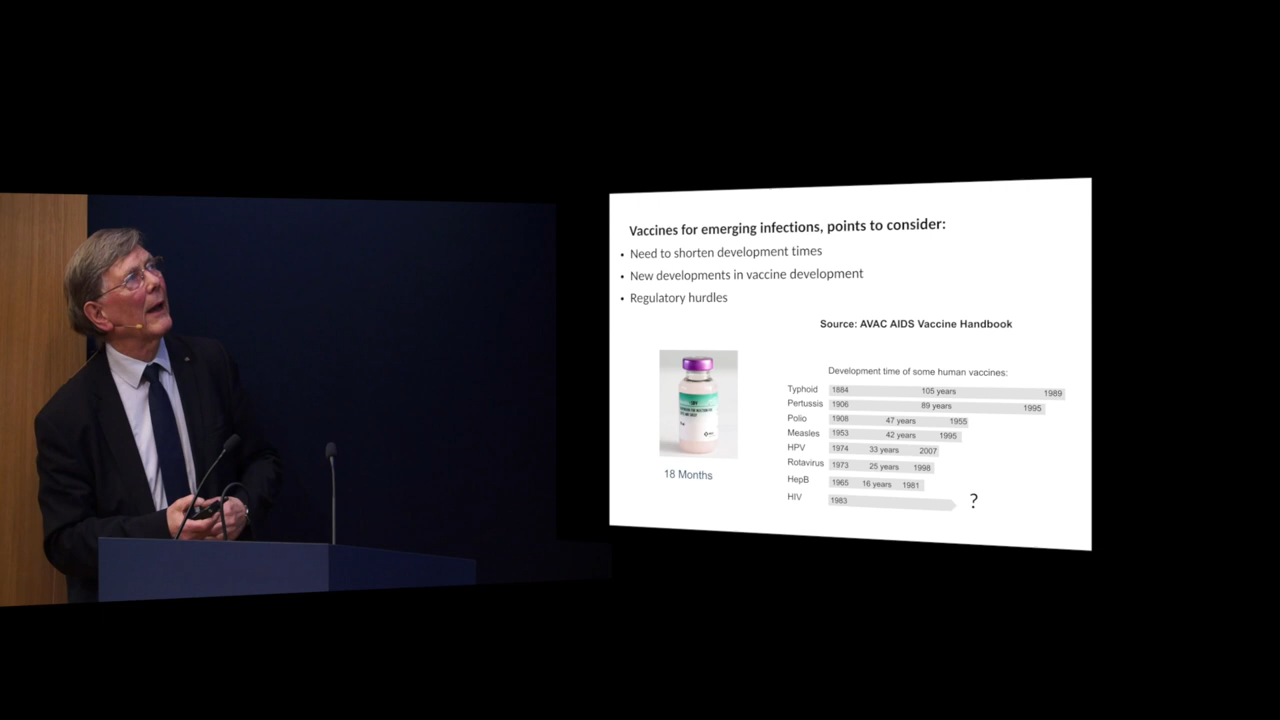 Vaccines for emerging infections, points to consider:
• Need to shorten development times
• New developments in vaccine development
• Regulatory hurdles
Source: AVAC AIDS Vaccine Handbook
18 Months
Development time of some human vaccines:
Typhoid 1884 105 years 1989
Pertussis 1906 89 years 1995
Polio 1908 47 years 1955
Measles 1953 42 years 1995
HPV 1974 33 years 2007
Rotavirus 1973 25 years 1998
HepB 1965 16 years 1981
HIV 1983 ?